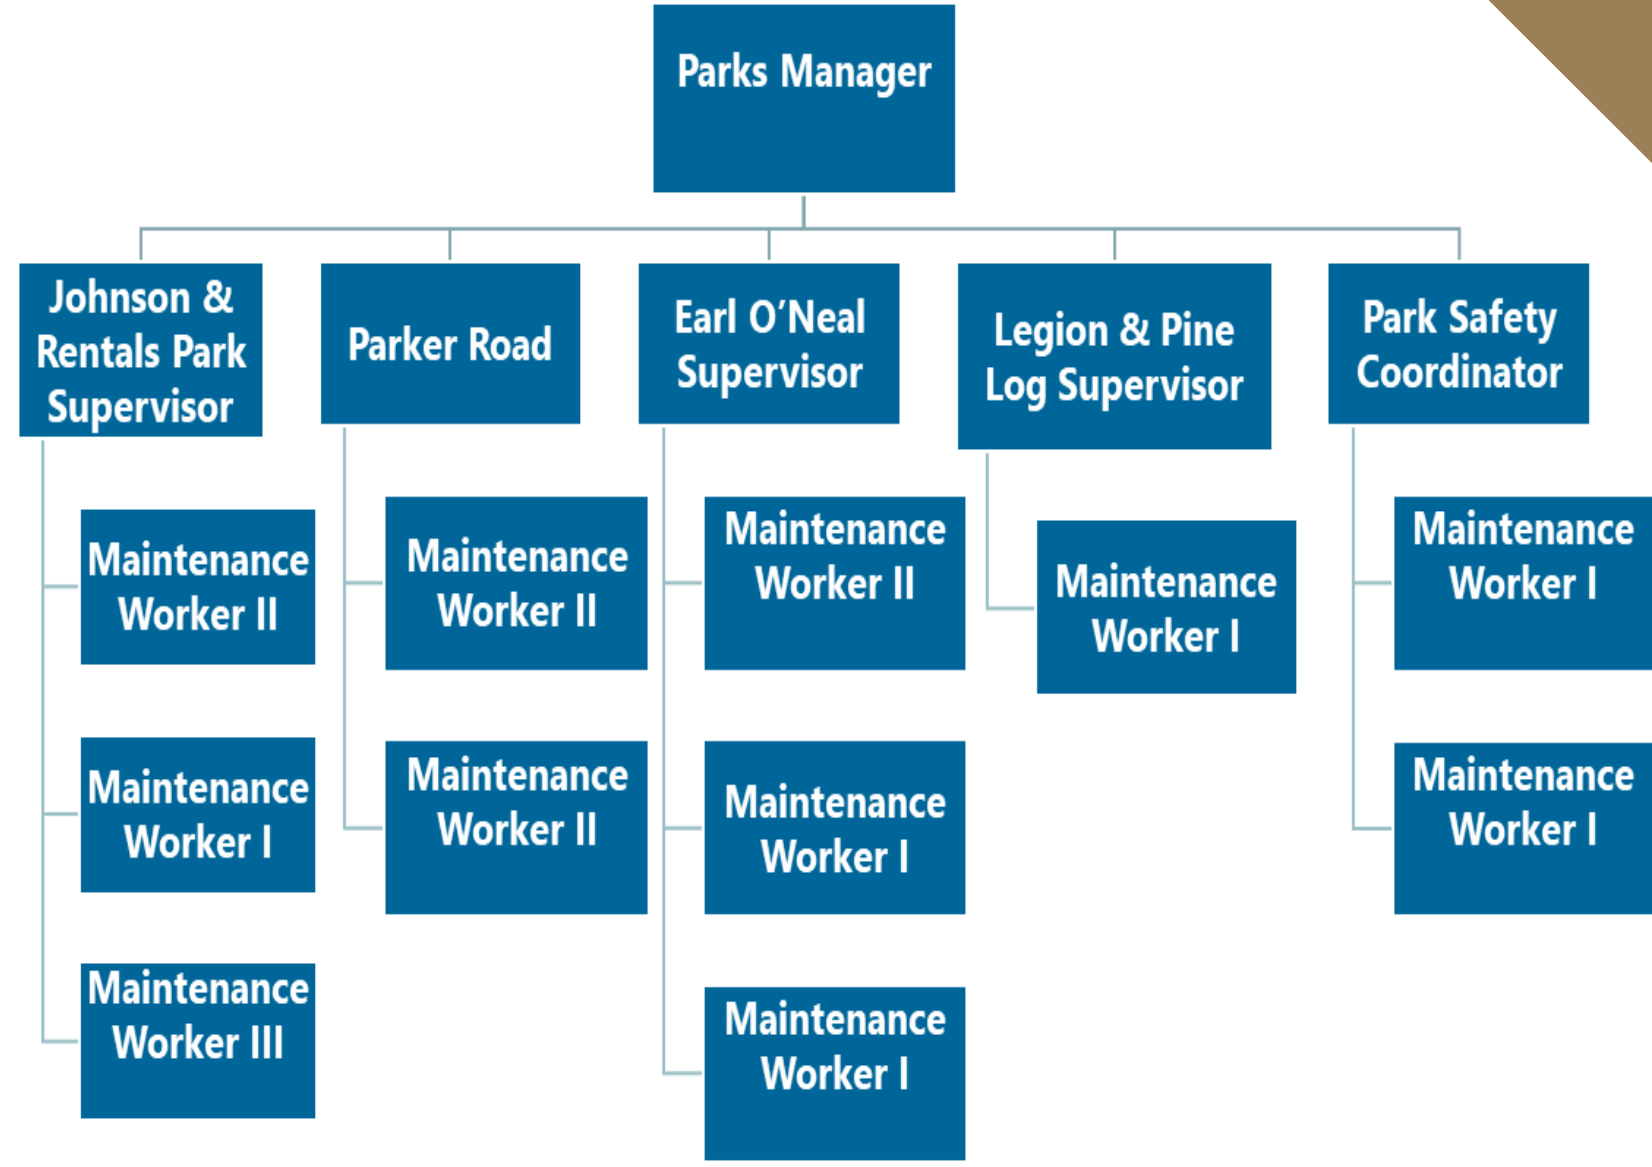 Parks Manager
Johnson &
Rentals Park
Supervisor
Parker Road
Earl O’Neal
Supervisor
Legion & Pine
Log Supervisor
Park Safety
Coordinator
Maintenance
Worker II
Maintenance
Worker I
Maintenance
Worker III
Maintenance
Worker II
Maintenance
Worker II
Maintenance
Worker II
Maintenance
Worker I
Maintenance
Worker I
Maintenance
Worker I
Maintenance
Worker I
Maintenance
Worker I